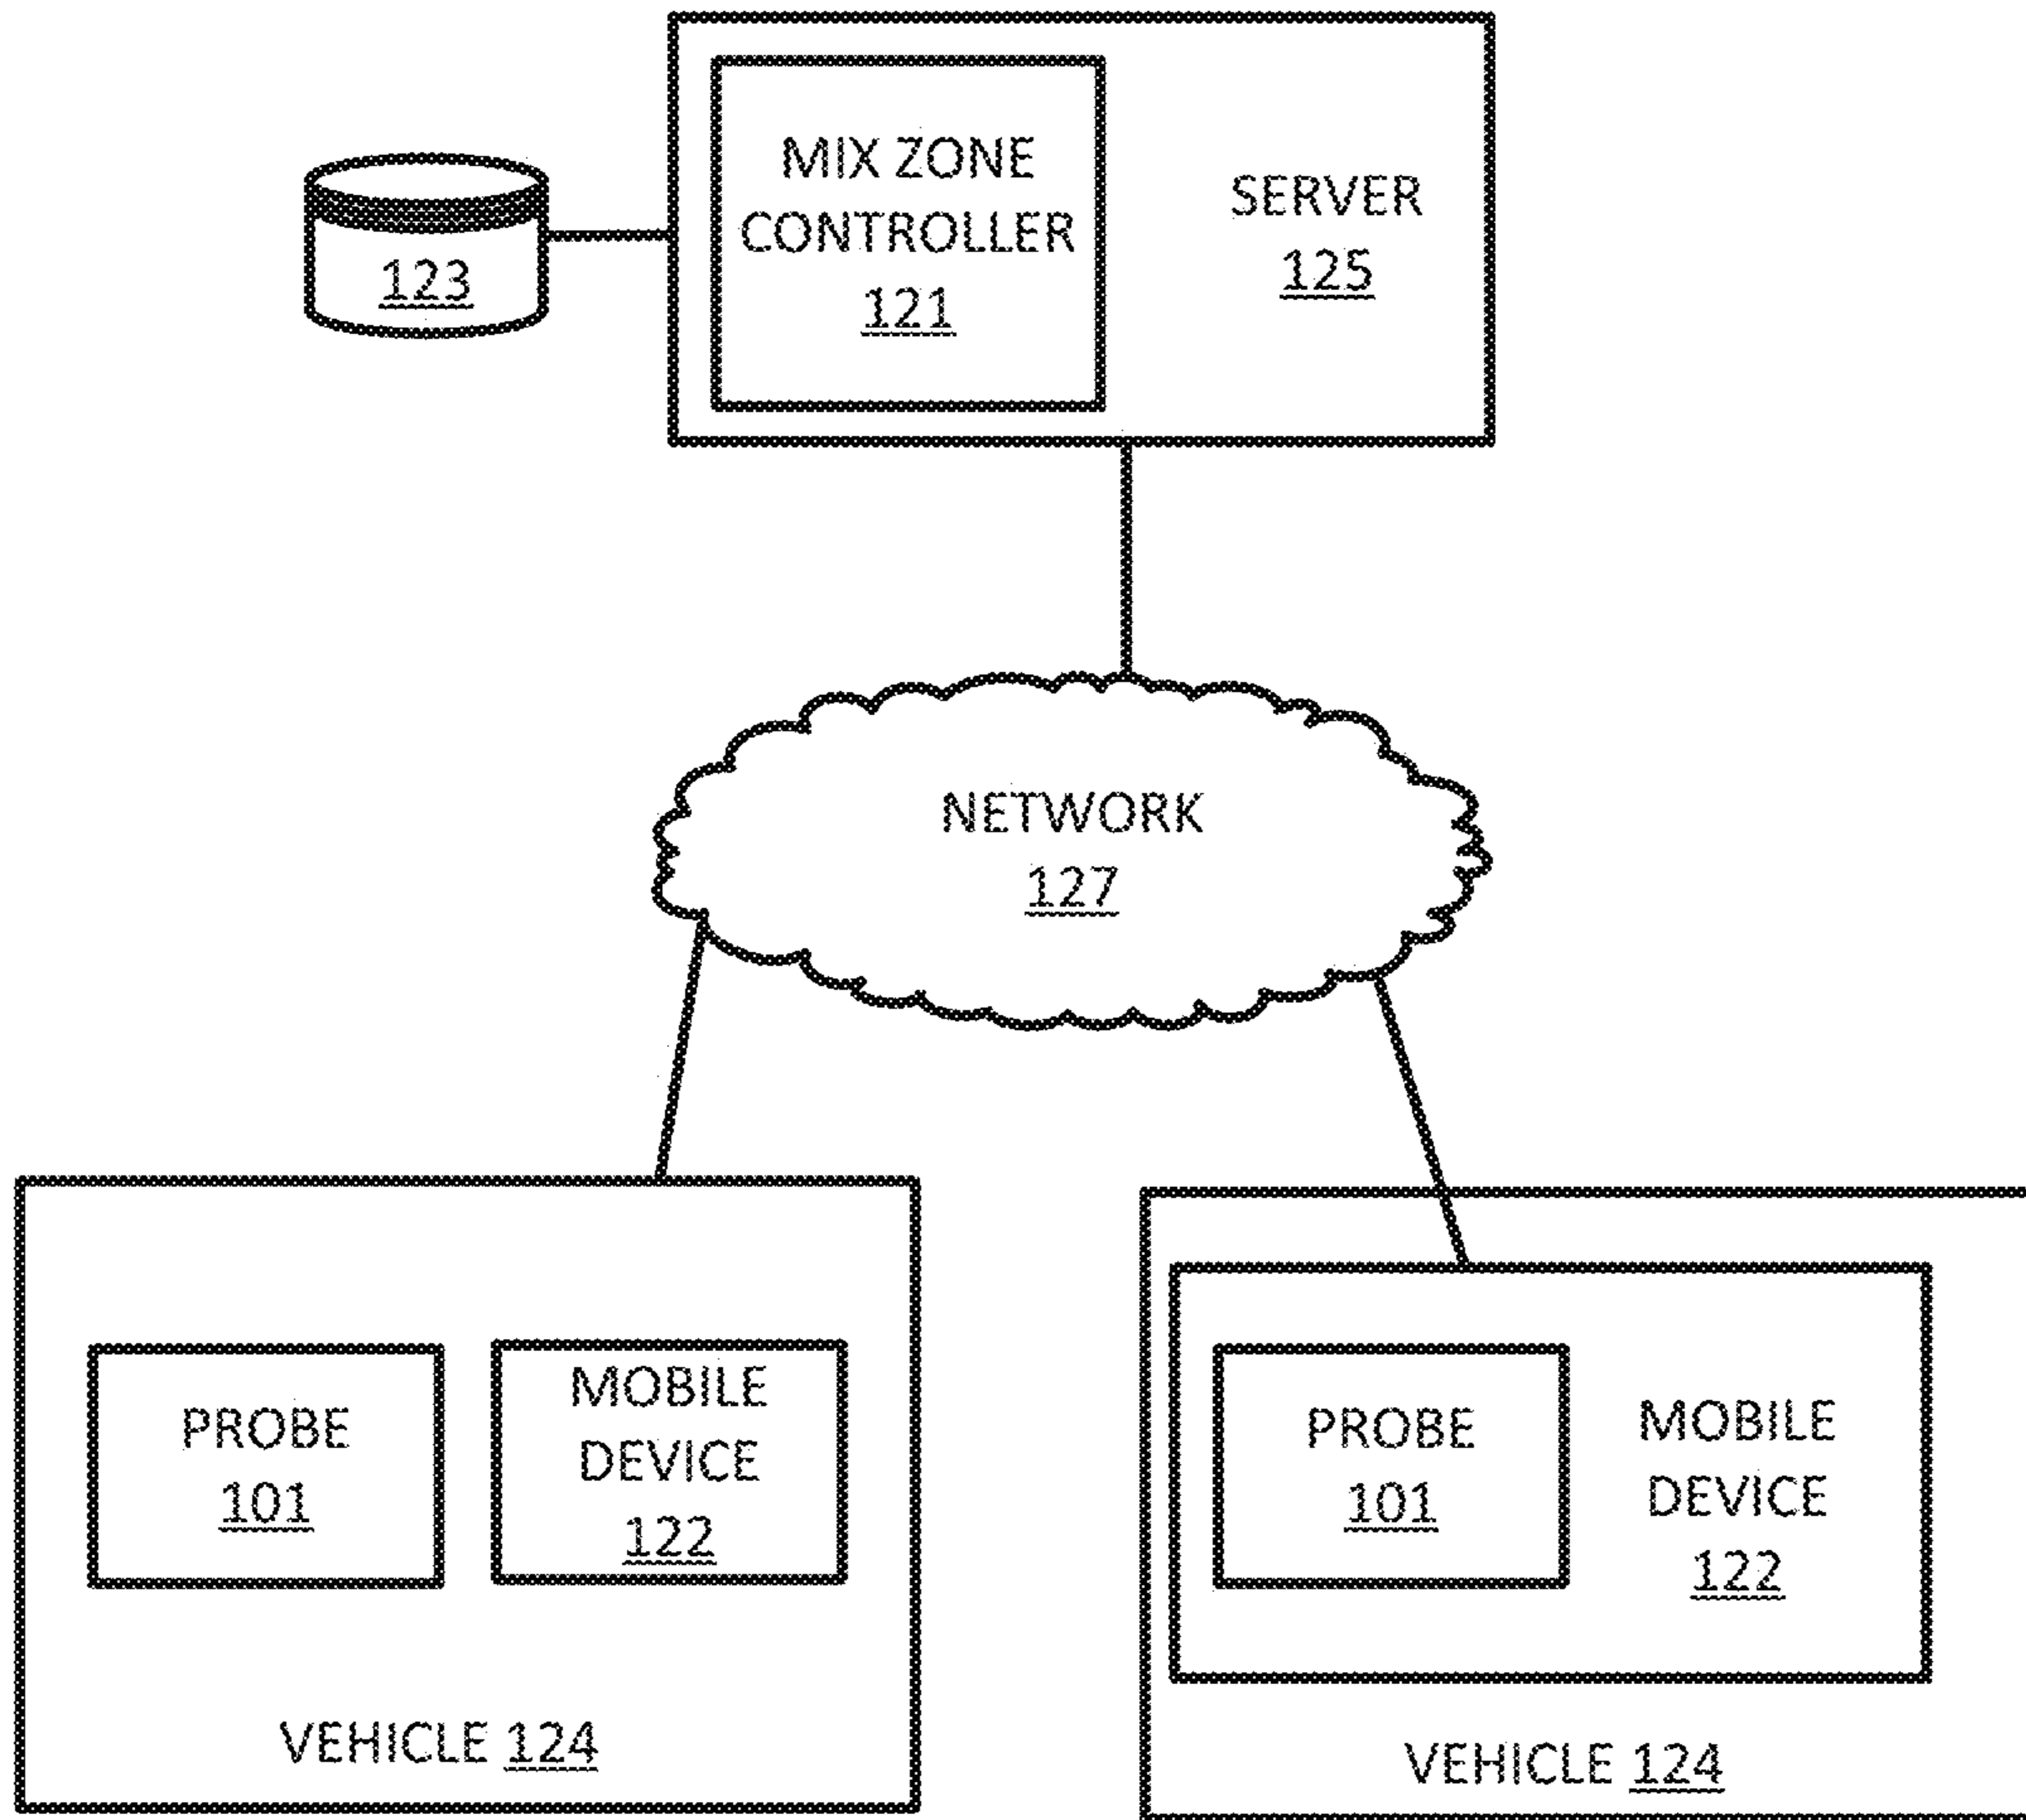 MIX ZONE
CONTROLLER
121
SERVER
125
123
NETWORK
127
PROBE
101
MOBILE
DEVICE
122
VEHICLE 124
PROBE
101
MOBILE
DEVICE
122
VEHICLE 124